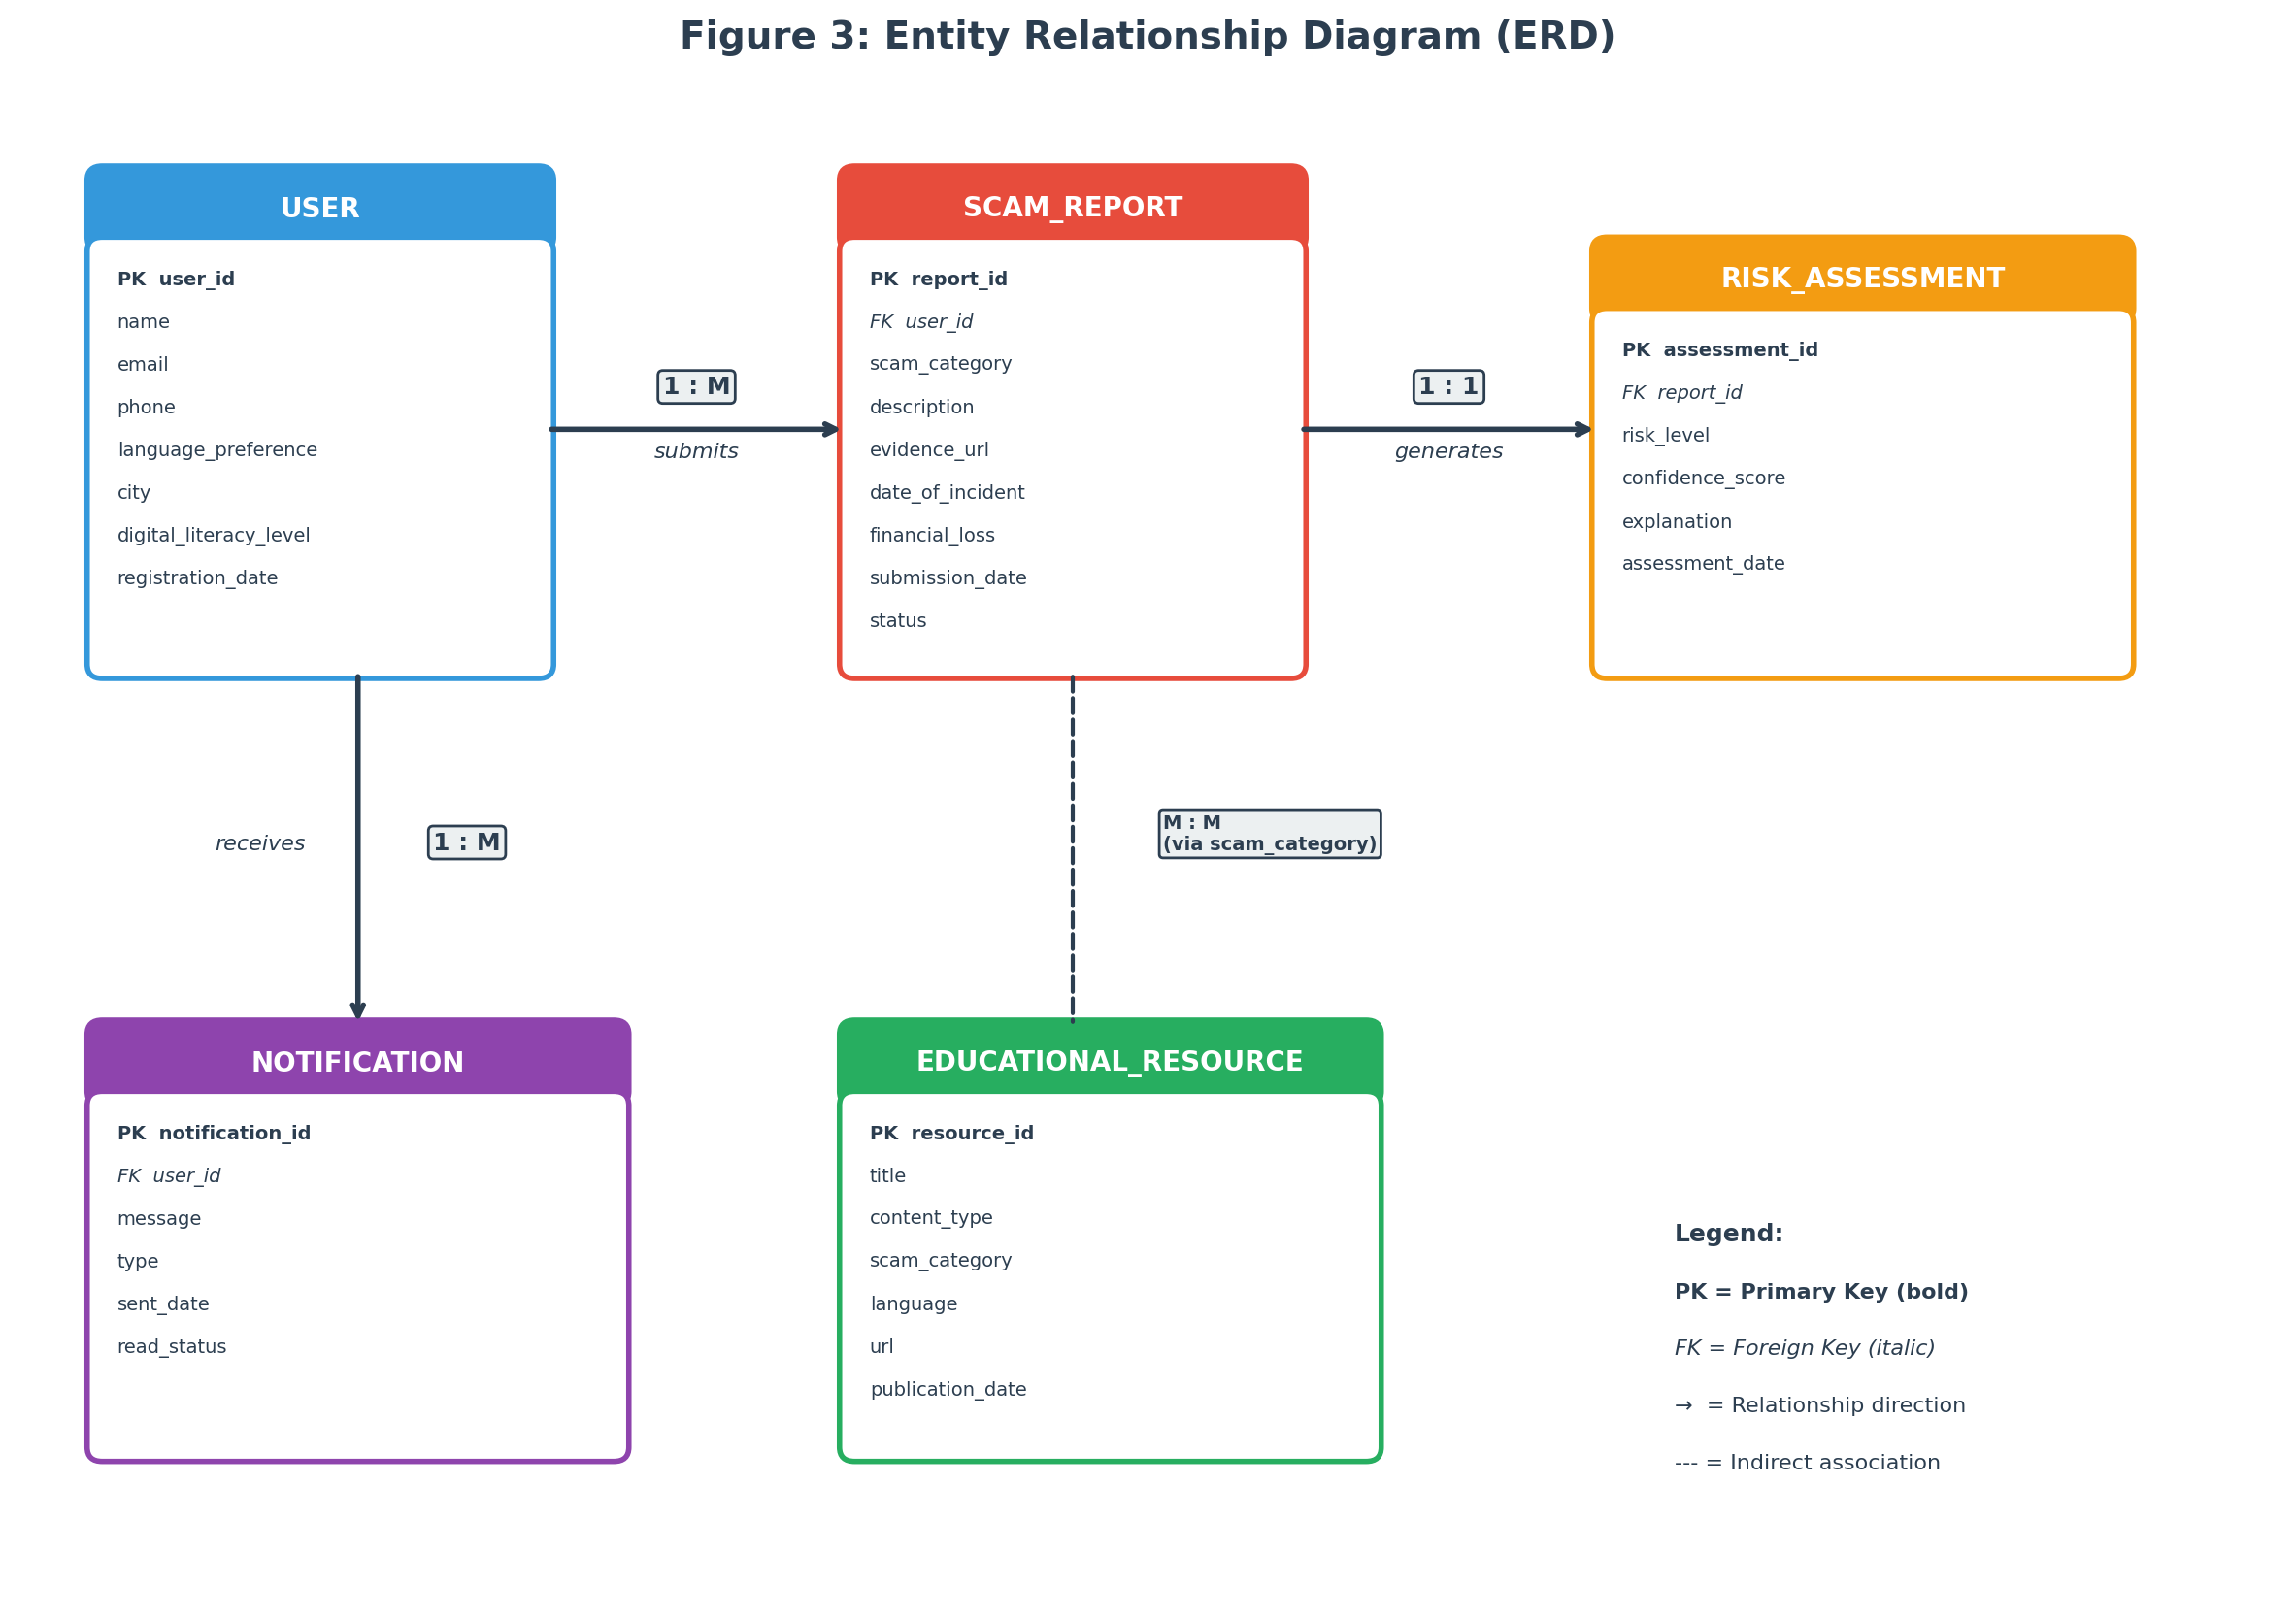 Figure 3: Entity Relationship Diagram (ERD)
USER
PK  user_id
name
email
phone
language_preference
city
digital_literacy_level
registration_date
1 : M
submits
SCAM_REPORT
PK  report_id
FK  user_id
scam_category
description
evidence_url
date_of_incident
financial_loss
submission_date
status
1 : 1
generates
RISK_ASSESSMENT
PK  assessment_id
FK  report_id
risk_level
confidence_score
explanation
assessment_date
receives
1 : M
M : M
(via scam_category)
NOTIFICATION
PK  notification_id
FK  user_id
message
type
sent_date
read_status
EDUCATIONAL_RESOURCE
PK  resource_id
title
content_type
scam_category
language
url
publication_date
Legend:
PK = Primary Key (bold)
FK = Foreign Key (italic)
→  = Relationship direction
--- = Indirect association